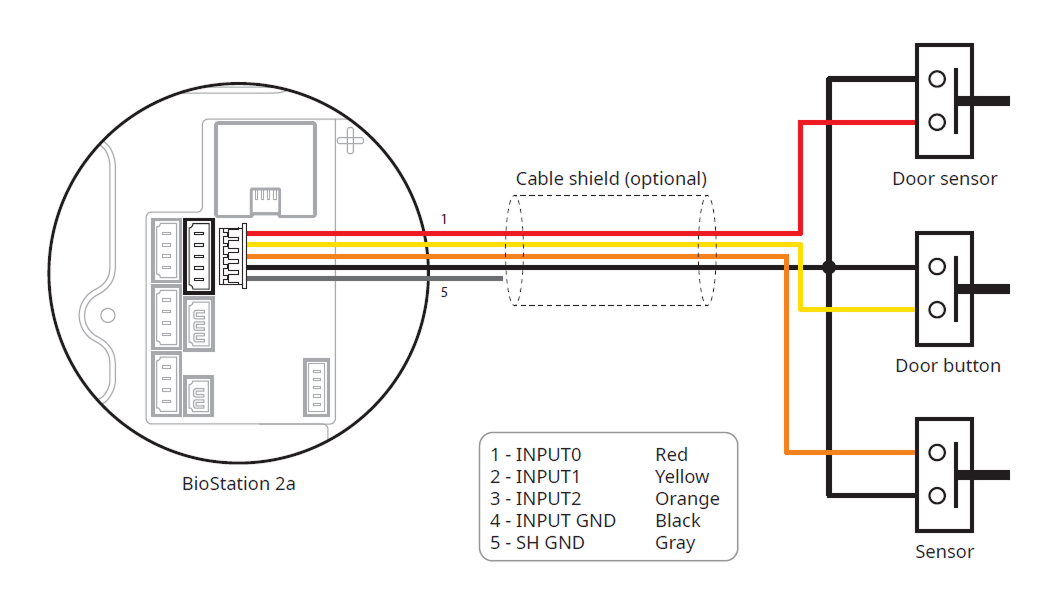 Door sensor
Cable shield (optional)
1
5
Door button
BioStation 2a
1 - INPUT0 Red
2 - INPUT1 Yellow
3 - INPUT2 Orange
4 - INPUT GND Black
5 - SH GND Gray
Sensor